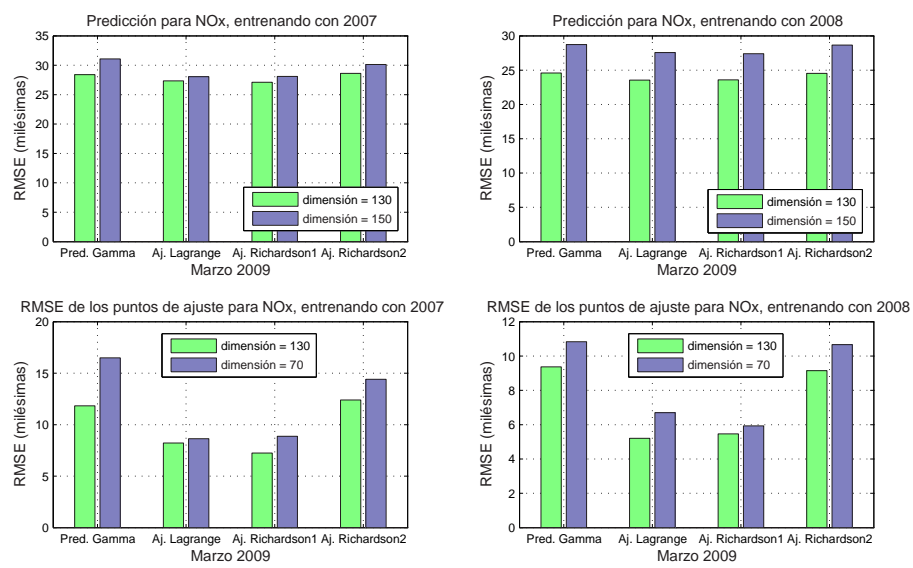 Predicción para NOx, entrenando con 2007
35
30
25
20
15
10
5
0
RMSE (milésimas)
dimensión = 130
dimensión = 150
Pred. Gamma Aj. Lagrange Aj. Richardson1 Aj. Richardson2
Marzo 2009
Predicción para NOx, entrenando con 2008
35
30
25
20
15
10
5
0
RMSE (milésimas)
dimensión = 130
dimensión = 150
Pred. Gamma Aj. Lagrange Aj. Richardson1 Aj. Richardson2
Marzo 2009
RMSE de los puntos de ajuste para NOx, entrenando con 2007
20
15
10
5
0
RMSE (milésimas)
dimensión = 130
dimensión = 70
Pred. Gamma Aj. Lagrange Aj. Richardson1 Aj. Richardson2
Marzo 2009
RMSE de los puntos de ajuste para NOx, entrenando con 2008
12
10
8
6
4
2
0
RMSE (milésimas)
dimensión = 130
dimensión = 70
Pred. Gamma Aj. Lagrange Aj. Richardson1 Aj. Richardson2
Marzo 2009